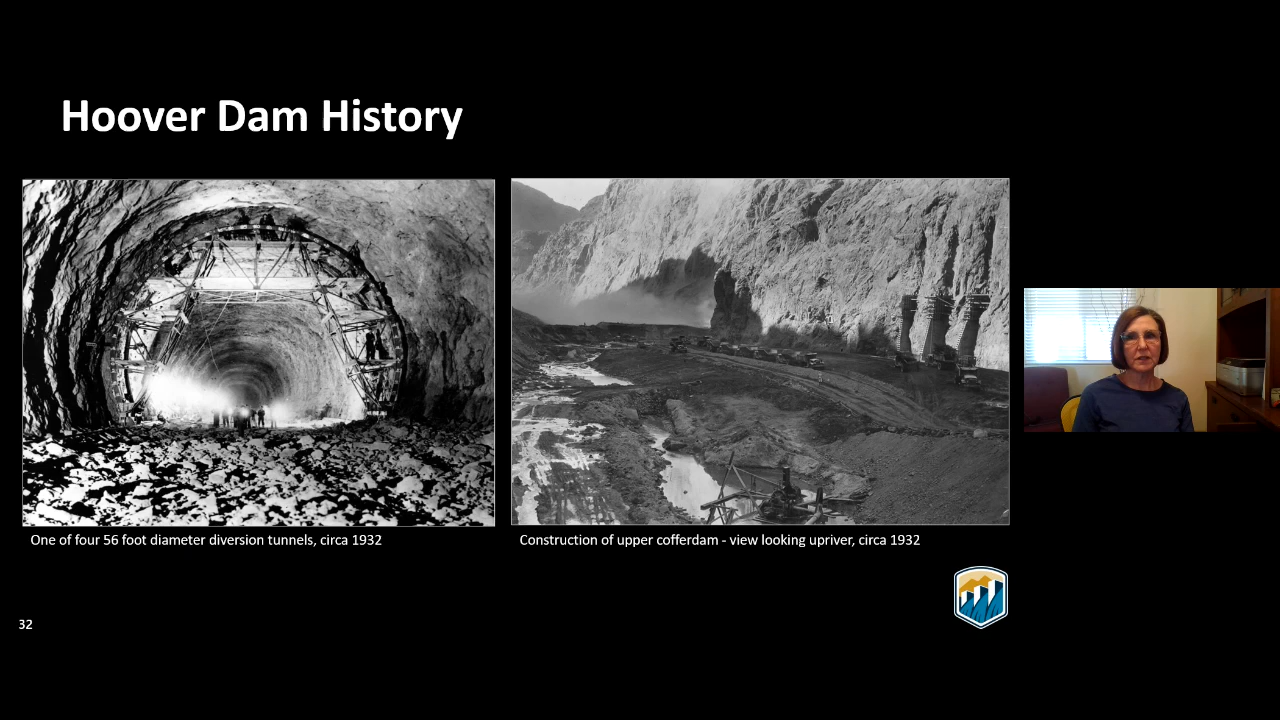 Hoover Dam History
One of four 56 foot diameter diversion tunnels, circa 1932
Construction of upper cofferdam - view looking upriver, circa 1932
32